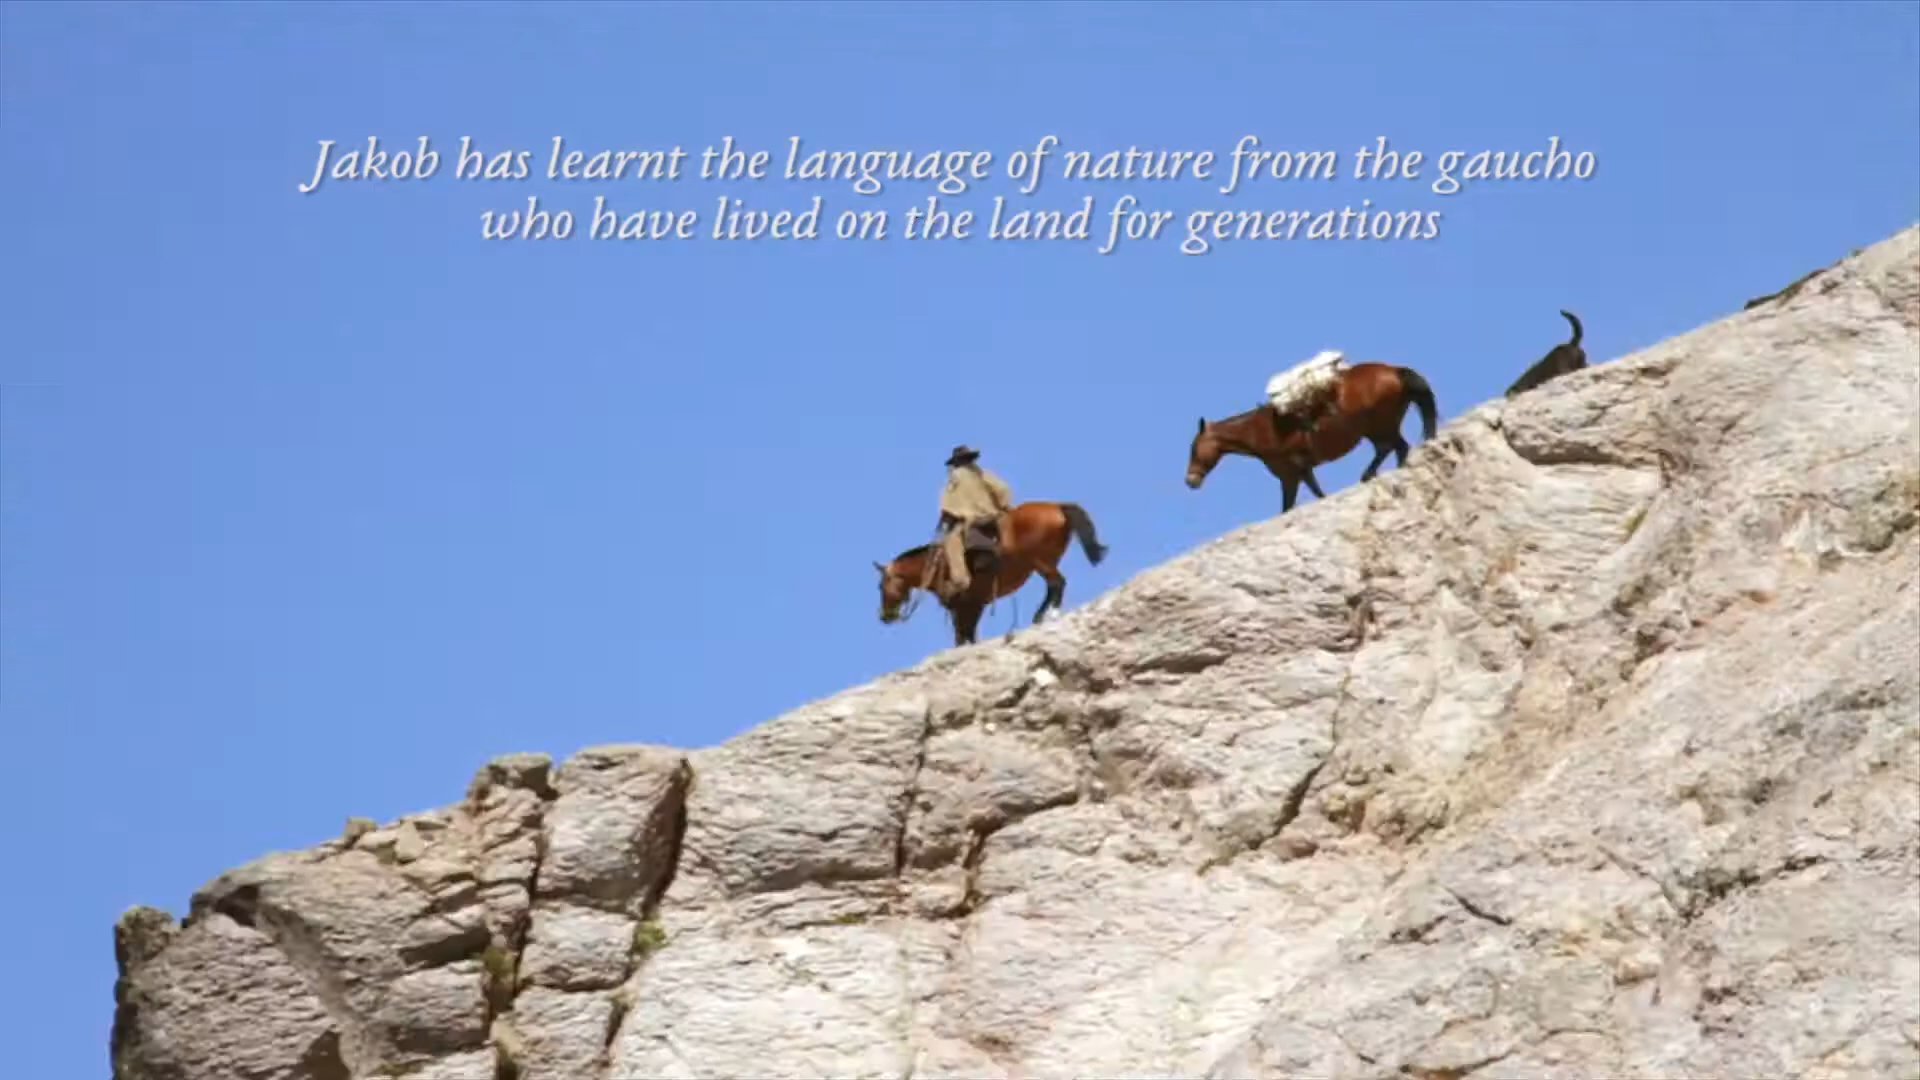 Jakob has learnt the language of nature from the gaucho
who have lived on the land for generations